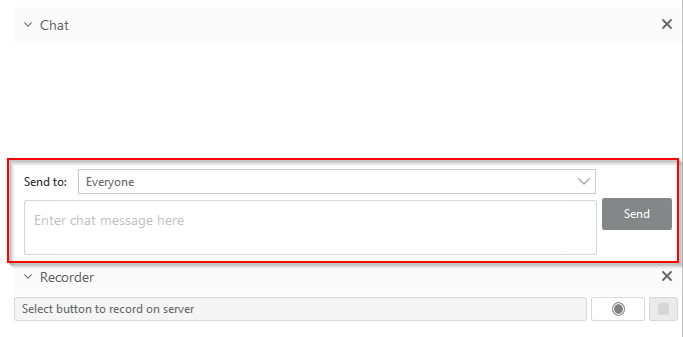 Chat
Send to: Everyone
Enter chat message here
Send
Recorder
Select button to record on server